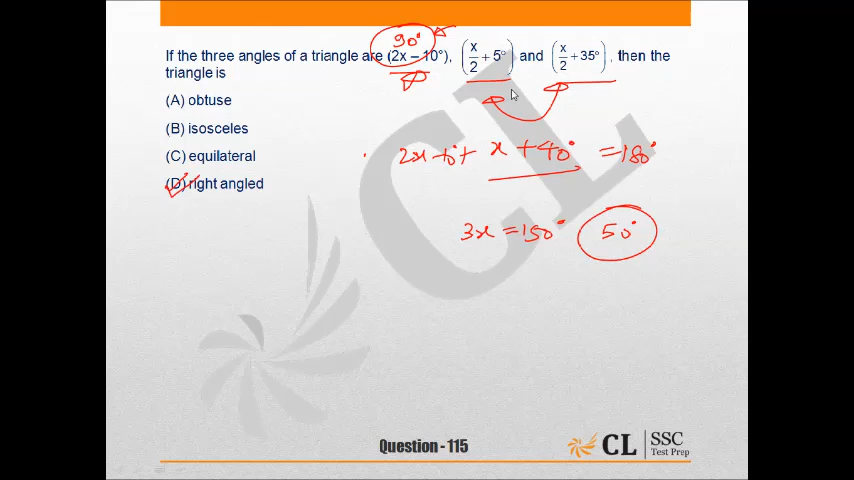 90°
If the three angles of a triangle are (2x – 10°), (x/2 + 5°) and (x/2 + 35°), then the
triangle is
(A) obtuse
(B) isosceles
2x - 10° + x + 40° = 180°
(C) equilateral
(D) right angled
3x = 150° 50°
CL
Question - 115
CL SSC
Test Prep